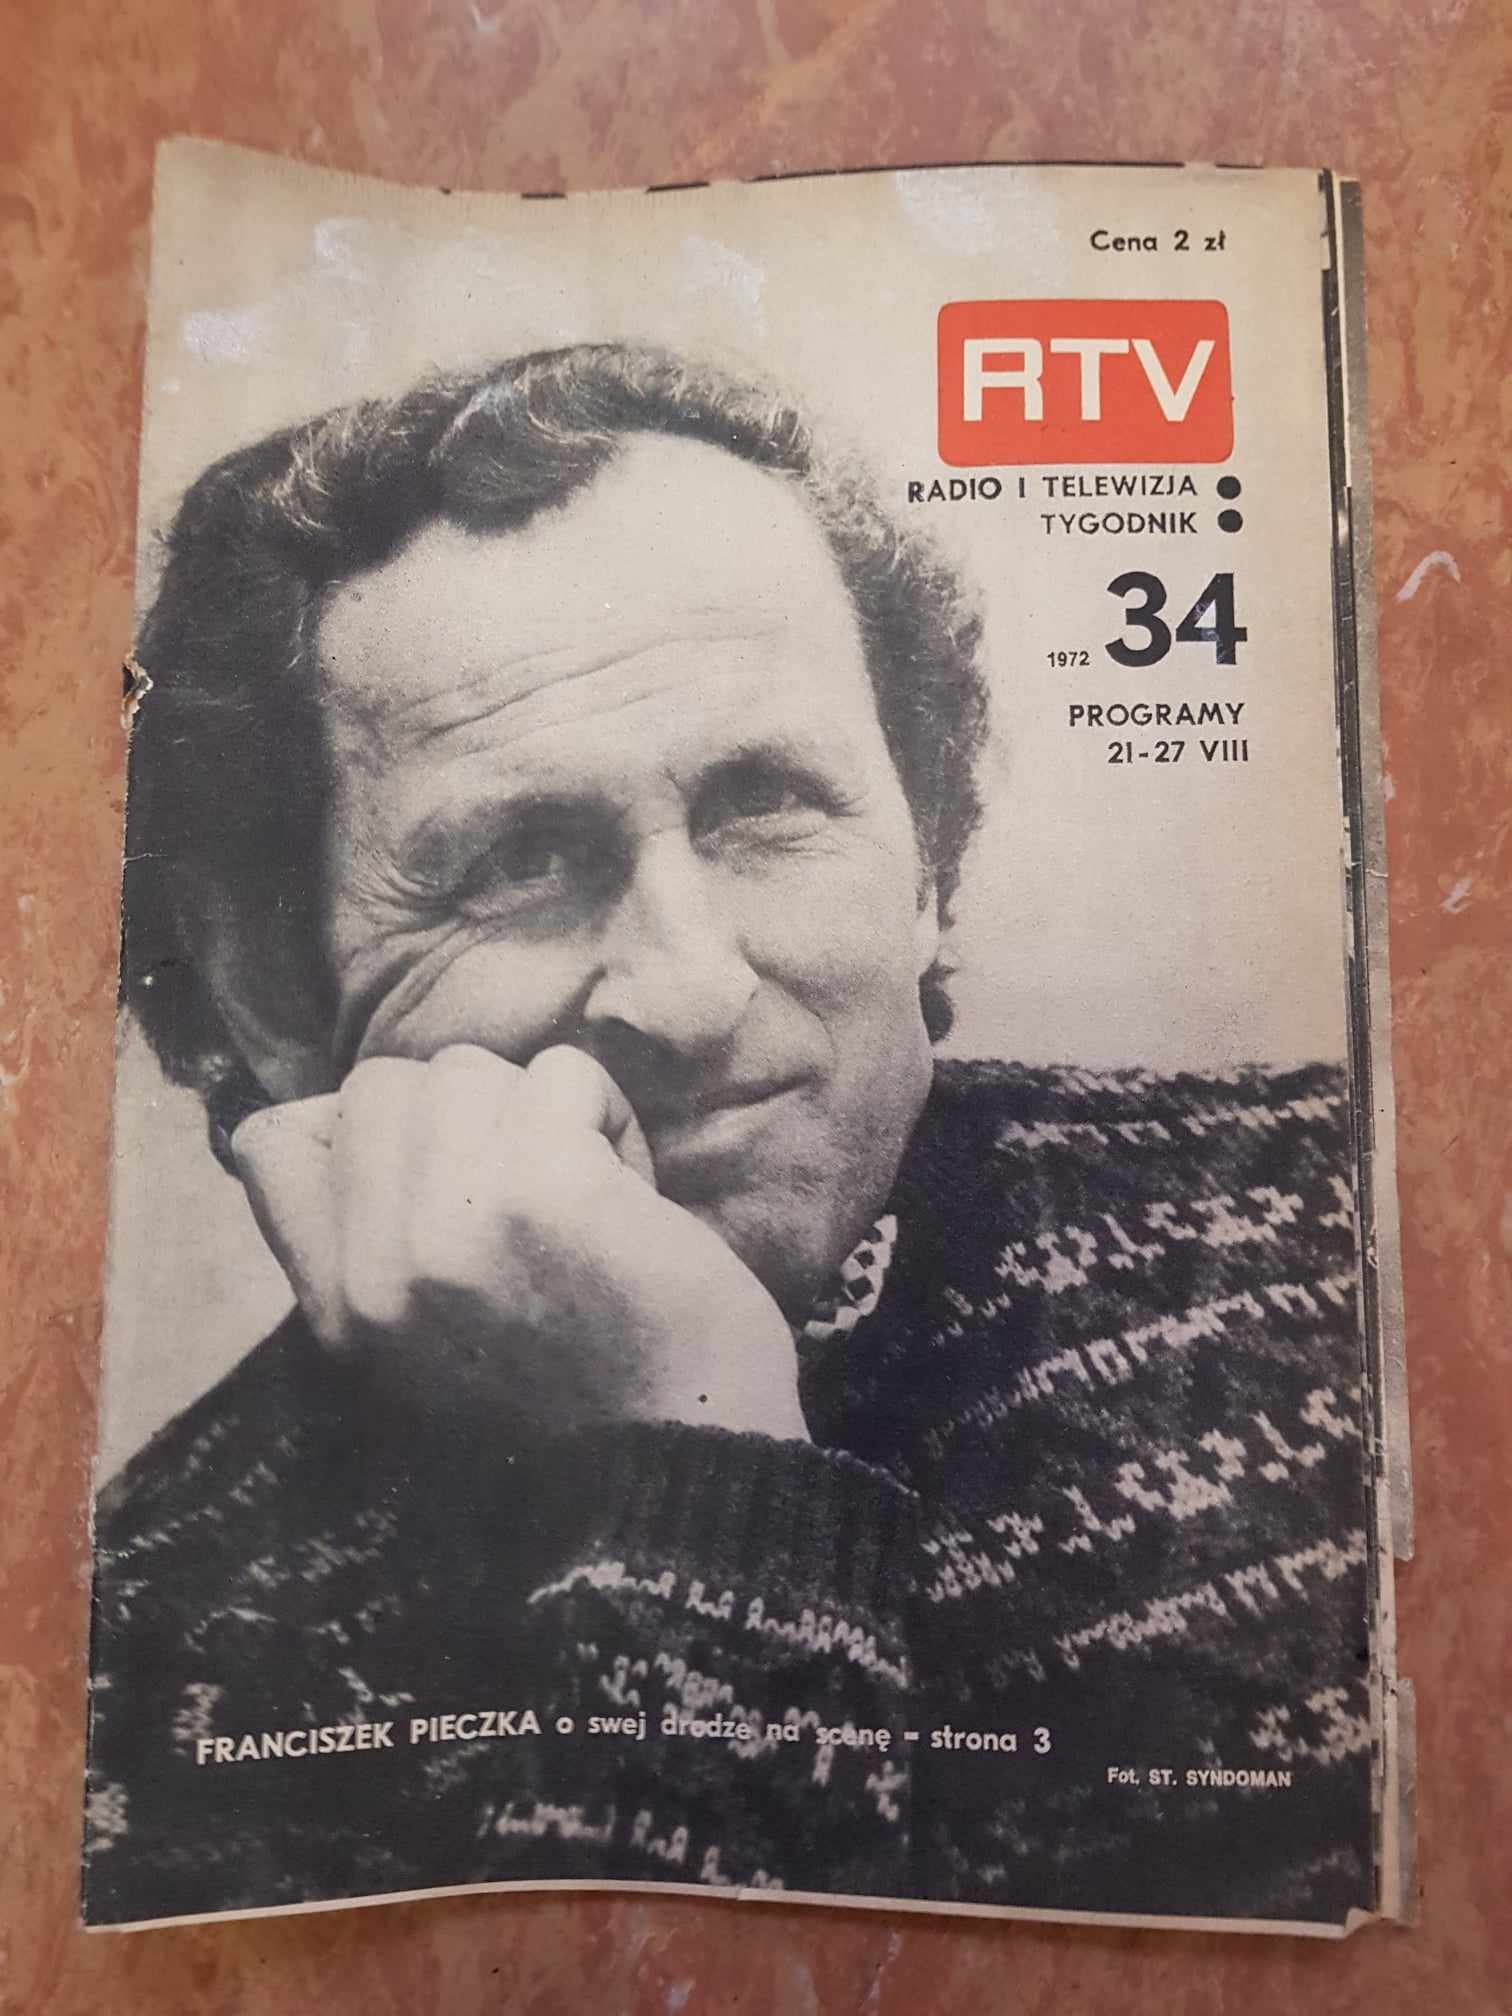 Cena 2 zł
RTV
RADIO I TELEWIZJA
TYGODNIK
1972 34
PROGRAMY
21-27 VIII
FRANCISZEK PIECZKA o swej drodze na scenę - strona 3
Fot. ST. SYNDOMAN